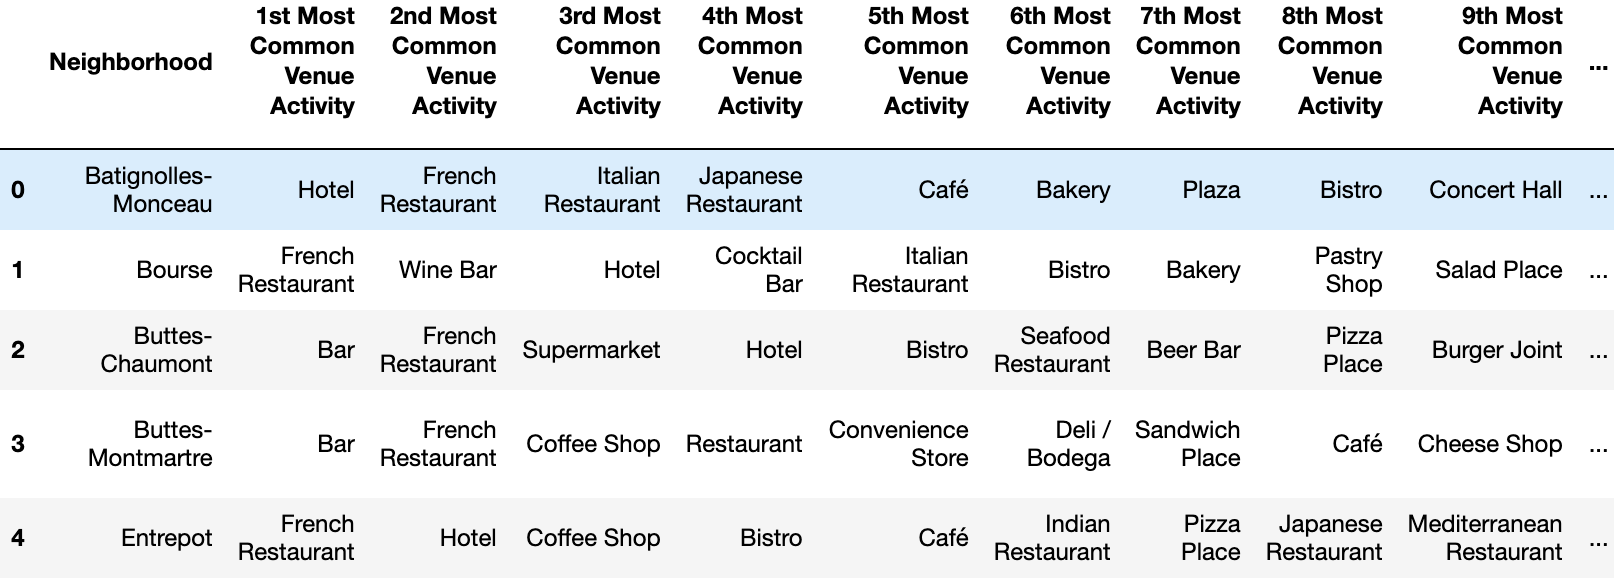 Neighborhood 1st Most Common Venue Activity 2nd Most Common Venue Activity 3rd Most Common Venue Activity 4th Most Common Venue Activity 5th Most Common Venue Activity 6th Most Common Venue Activity 7th Most Common Venue Activity 8th Most Common Venue Activity 9th Most Common Venue Activity ...
0 Batignolles-Monceau Hotel French Restaurant Italian Restaurant Japanese Restaurant Café Bakery Plaza Bistro Concert Hall ...
1 Bourse French Restaurant Wine Bar Hotel Cocktail Bar Italian Restaurant Bistro Bakery Pastry Shop Salad Place ...
2 Buttes-Chaumont Bar French Restaurant Supermarket Hotel Bistro Seafood Restaurant Beer Bar Pizza Place Burger Joint ...
3 Buttes-Montmartre Bar French Restaurant Coffee Shop Restaurant Convenience Store Deli / Bodega Sandwich Place Café Cheese Shop ...
4 Entrepot French Restaurant Hotel Coffee Shop Bistro Café Indian Restaurant Pizza Place Japanese Restaurant Mediterranean Restaurant ...